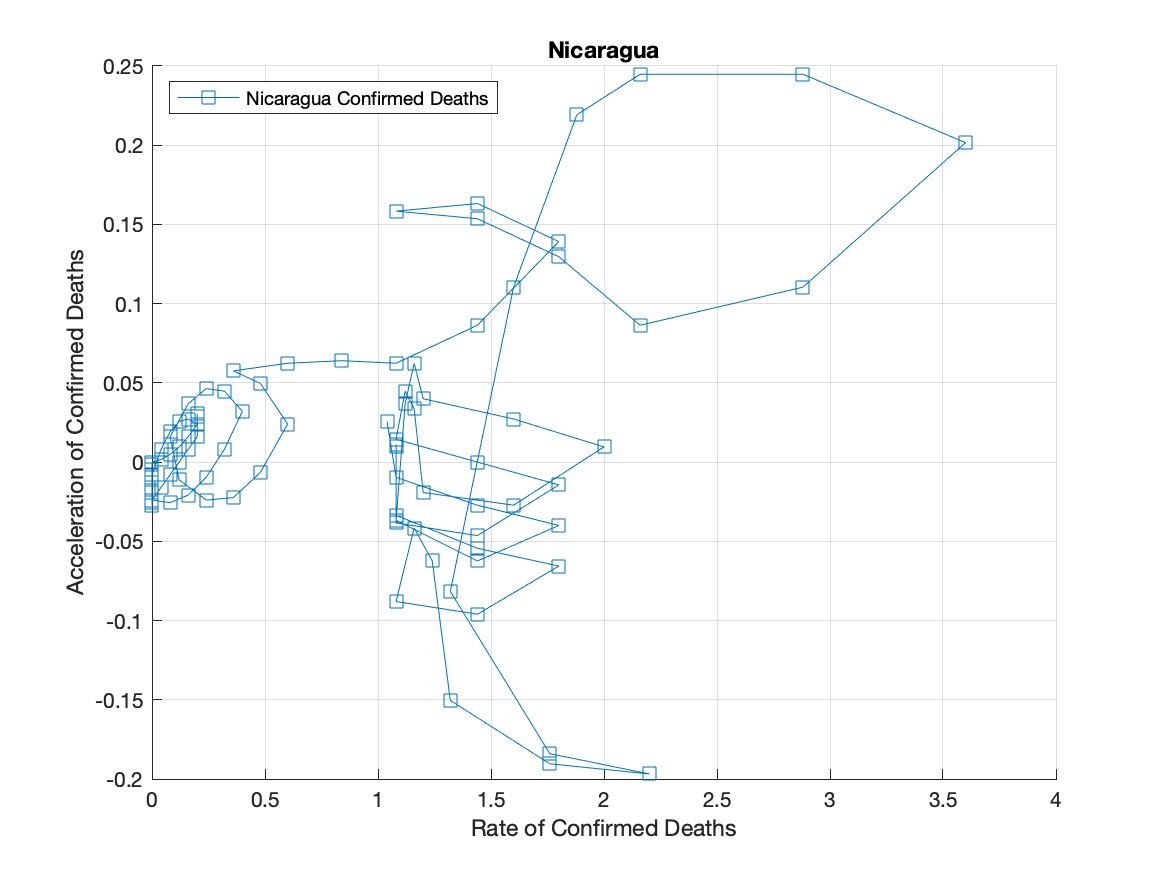 Nicaragua
Nicaragua Confirmed Deaths
0.25
0.2
0.15
0.1
0.05
0
-0.05
-0.1
-0.15
-0.2
Acceleration of Confirmed Deaths
0 0.5 1 1.5 2 2.5 3 3.5 4
Rate of Confirmed Deaths